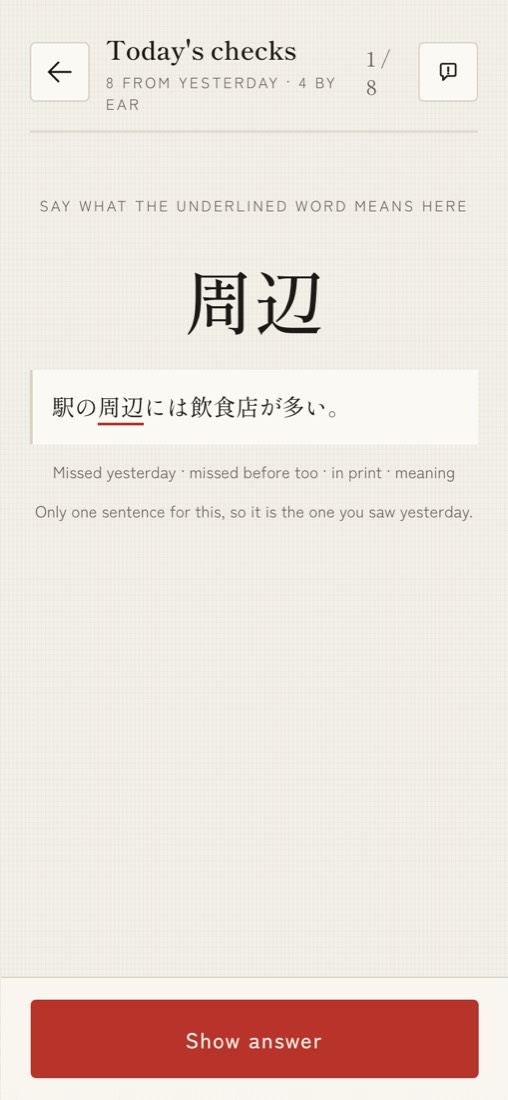 Today's checks
8 FROM YESTERDAY · 4 BY
EAR
1 /
8
SAY WHAT THE UNDERLINED WORD MEANS HERE
周辺
駅の周辺には飲食店が多い。
Missed yesterday · missed before too · in print · meaning
Only one sentence for this, so it is the one you saw yesterday.
Show answer